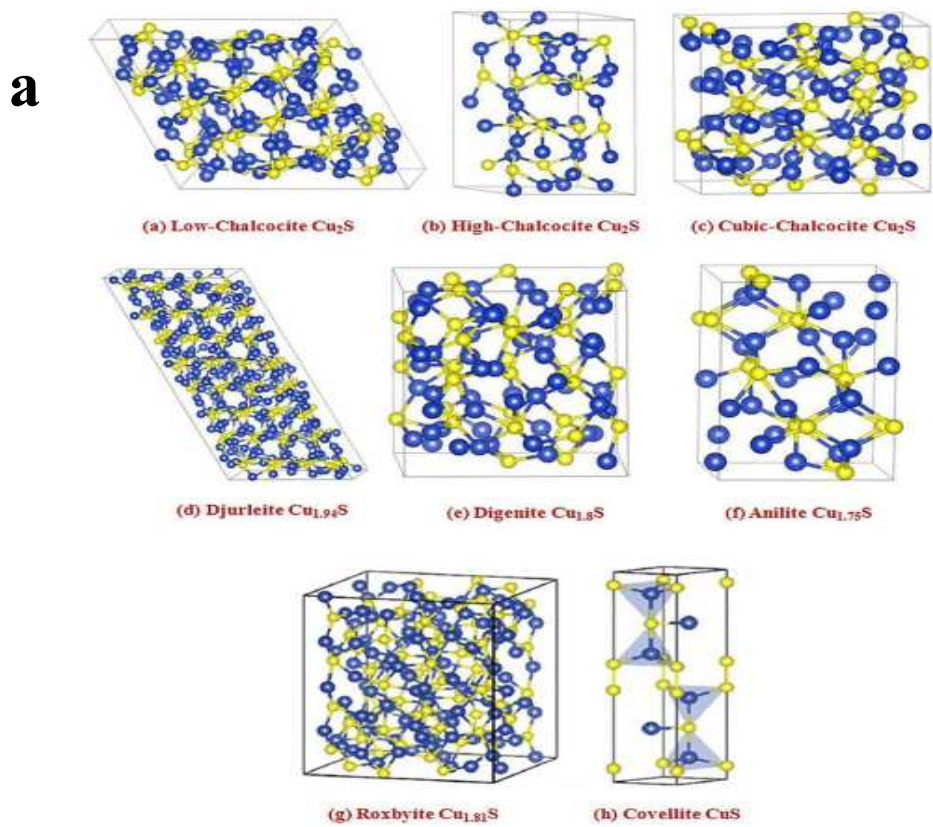 a
(a) Low-Chalcocite Cu₂S
(b) High-Chalcocite Cu₂S
(c) Cubic-Chalcocite Cu₂S
(d) Djurleite Cu₁.₉₄S
(e) Digenite Cu₁.₈S
(f) Anilite Cu₁.₇₅S
(g) Roxbyite Cu₁.₈₁S
(h) Covellite CuS